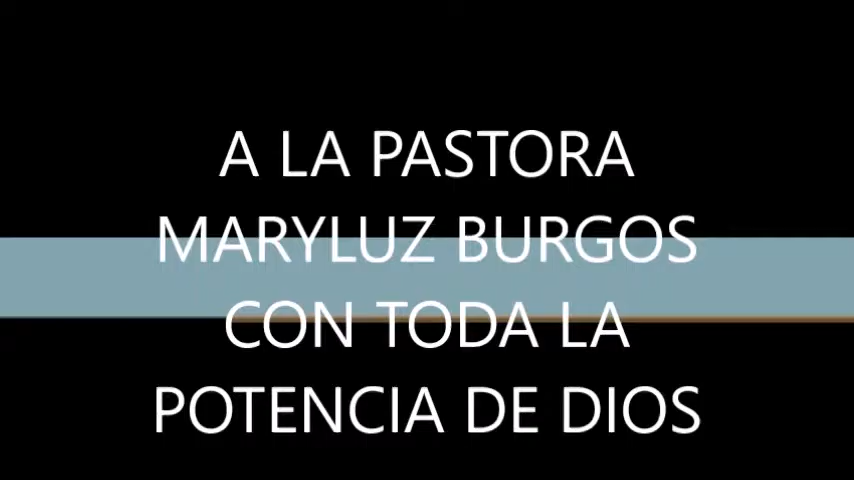 A LA PASTORA
MARYLUZ BURGOS
CON TODA LA
POTENCIA DE DIOS